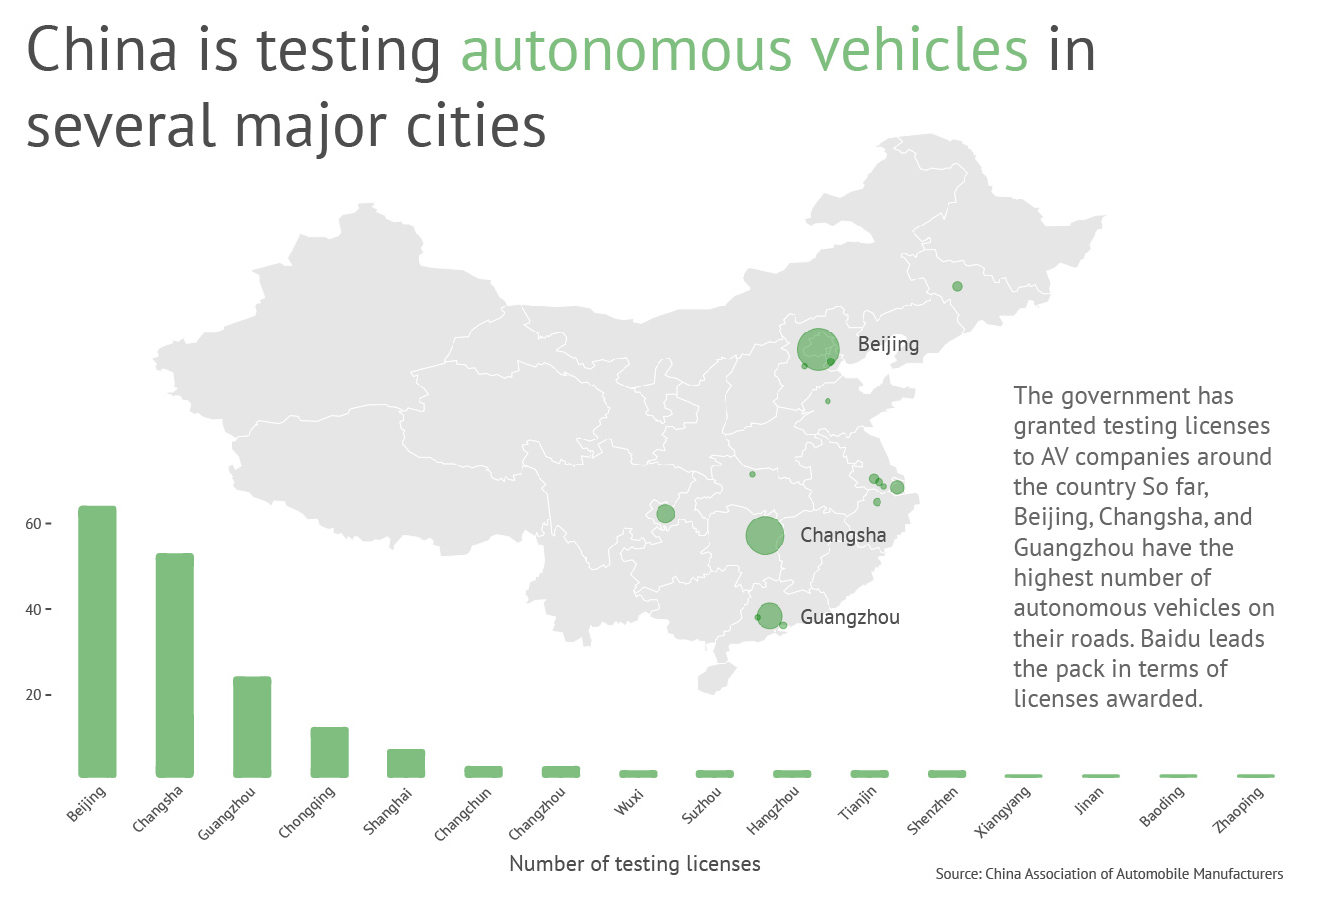 China is testing autonomous vehicles in
several major cities
Beijing
Changsha
Guangzhou
The government has
granted testing licenses
to AV companies around
the country So far,
Beijing, Changsha, and
Guangzhou have the
highest number of
autonomous vehicles on
their roads. Baidu leads
the pack in terms of
licenses awarded.
60
40
20
Beijing
Changsha
Guangzhou
Chongqing
Shanghai
Changchun
Changzhou
Wuxi
Suzhou
Hangzhou
Tianjin
Shenzhen
Xiangyang
Jinan
Baoding
Zhaoping
Number of testing licenses
Source: China Association of Automobile Manufacturers